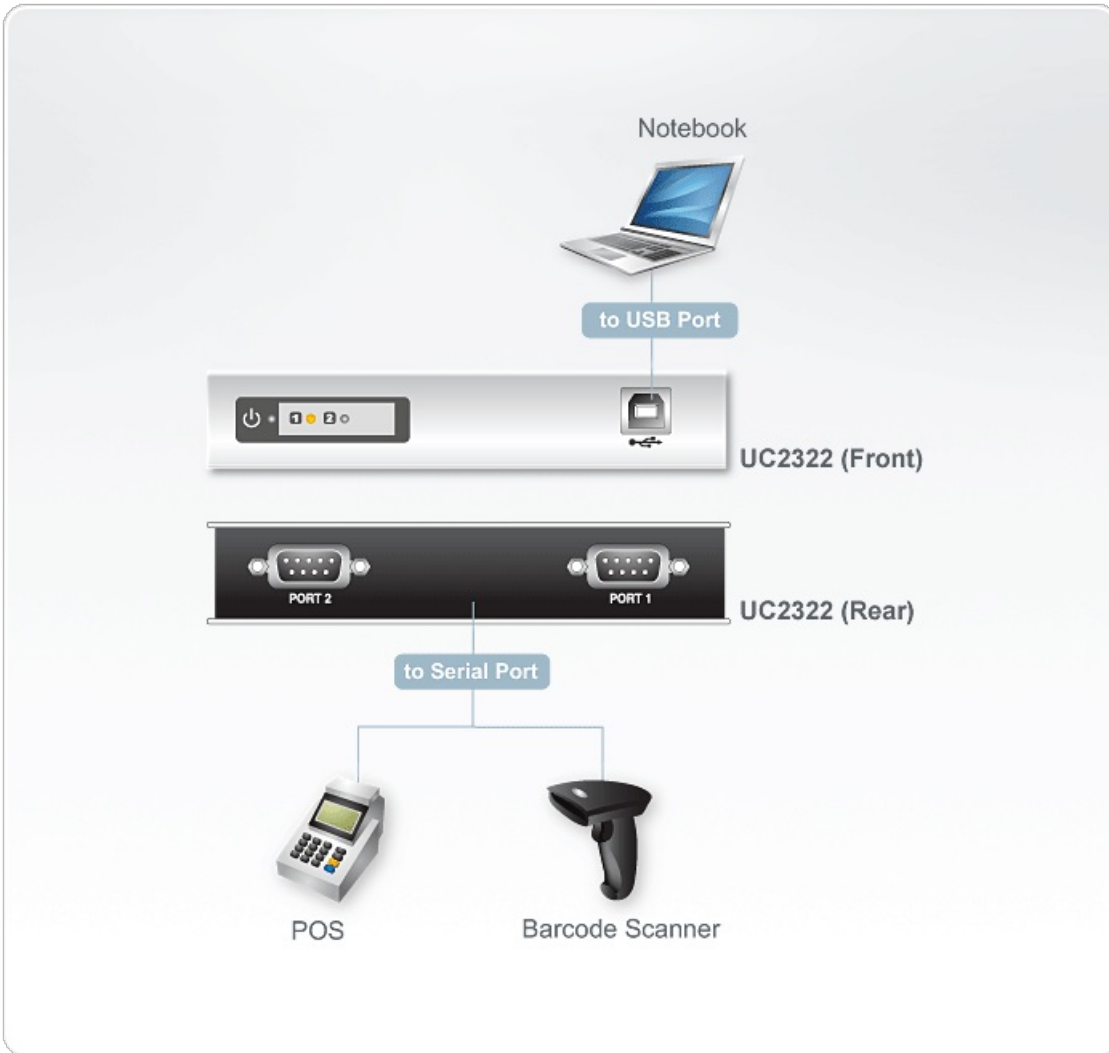 Notebook
to USB Port
1 2
UC2322 (Front)
PORT 2 PORT 1
UC2322 (Rear)
to Serial Port
POS Barcode Scanner